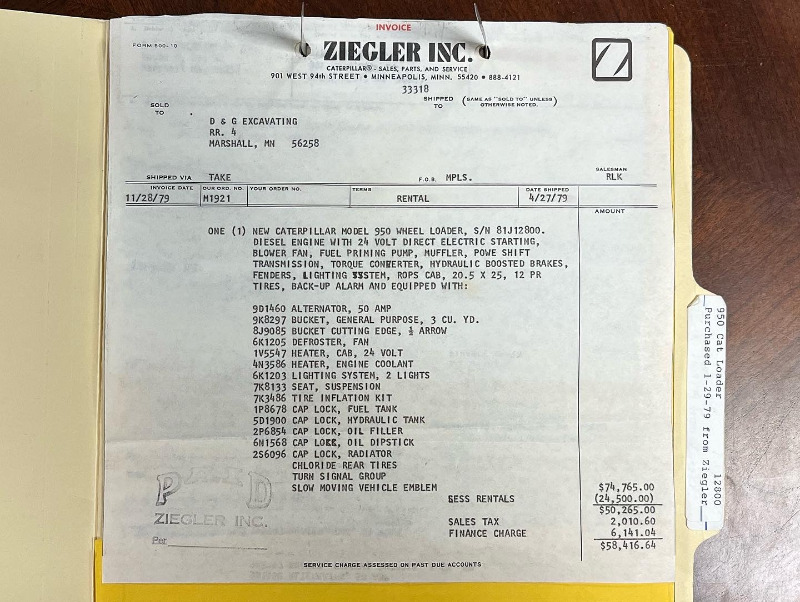 INVOICE
FORM 500-10
ZIEGLER INC.
CATERPILLAR® - SALES, PARTS, AND SERVICE
901 WEST 94th STREET • MINNEAPOLIS, MINN. 55420 • 888-4121
33318
SOLD TO
SHIPPED TO (SAME AS "SOLD TO" UNLESS OTHERWISE NOTED.)
D & G EXCAVATING
RR. 4
MARSHALL, MN 56258
SHIPPED VIA TAKE F.O.B. MPLS. SALESMAN RLK
INVOICE DATE OUR ORD. NO. YOUR ORDER NO. TERMS DATE SHIPPED
11/28/79 M1921 RENTAL 4/27/79
AMOUNT
ONE (1) NEW CATERPILLAR MODEL 950 WHEEL LOADER, S/N 81J12800.
DIESEL ENGINE WITH 24 VOLT DIRECT ELECTRIC STARTING,
BLOWER FAN, FUEL PRIMING PUMP, MUFFLER, POWE SHIFT
TRANSMISSION, TORQUE CONVERTER, HYDRAULIC BOOSTED BRAKES,
FENDERS, LIGHTING SYSTEM, ROPS CAB, 20.5 X 25, 12 PR
TIRES, BACK-UP ALARM AND EQUIPPED WITH:
9D1460 ALTERNATOR, 50 AMP
9K8297 BUCKET, GENERAL PURPOSE, 3 CU. YD.
8J9085 BUCKET CUTTING EDGE, ½ ARROW
6K1205 DEFROSTER, FAN
1V5547 HEATER, CAB, 24 VOLT
4N3586 HEATER, ENGINE COOLANT
6K1203 LIGHTING SYSTEM, 2 LIGHTS
7K8133 SEAT, SUSPENSION
7K3486 TIRE INFLATION KIT
1P8678 CAP LOCK, FUEL TANK
5D1900 CAP LOCK, HYDRAULIC TANK
2P6854 CAP LOCK, OIL FILLER
6N1568 CAP LOCK, OIL DIPSTICK
2S6096 CAP LOCK, RADIATOR
CHLORIDE REAR TIRES
TURN SIGNAL GROUP
SLOW MOVING VEHICLE EMBLEM $74,765.00
LESS RENTALS (24,500.00)
$50,265.00
SALES TAX 2,010.60
FINANCE CHARGE 6,141.04
$58,416.64
PAID
ZIEGLER INC.
Per
SERVICE CHARGE ASSESSED ON PAST DUE ACCOUNTS
950 Cat Loader 12800
Purchased 1-29-79 from Ziegler